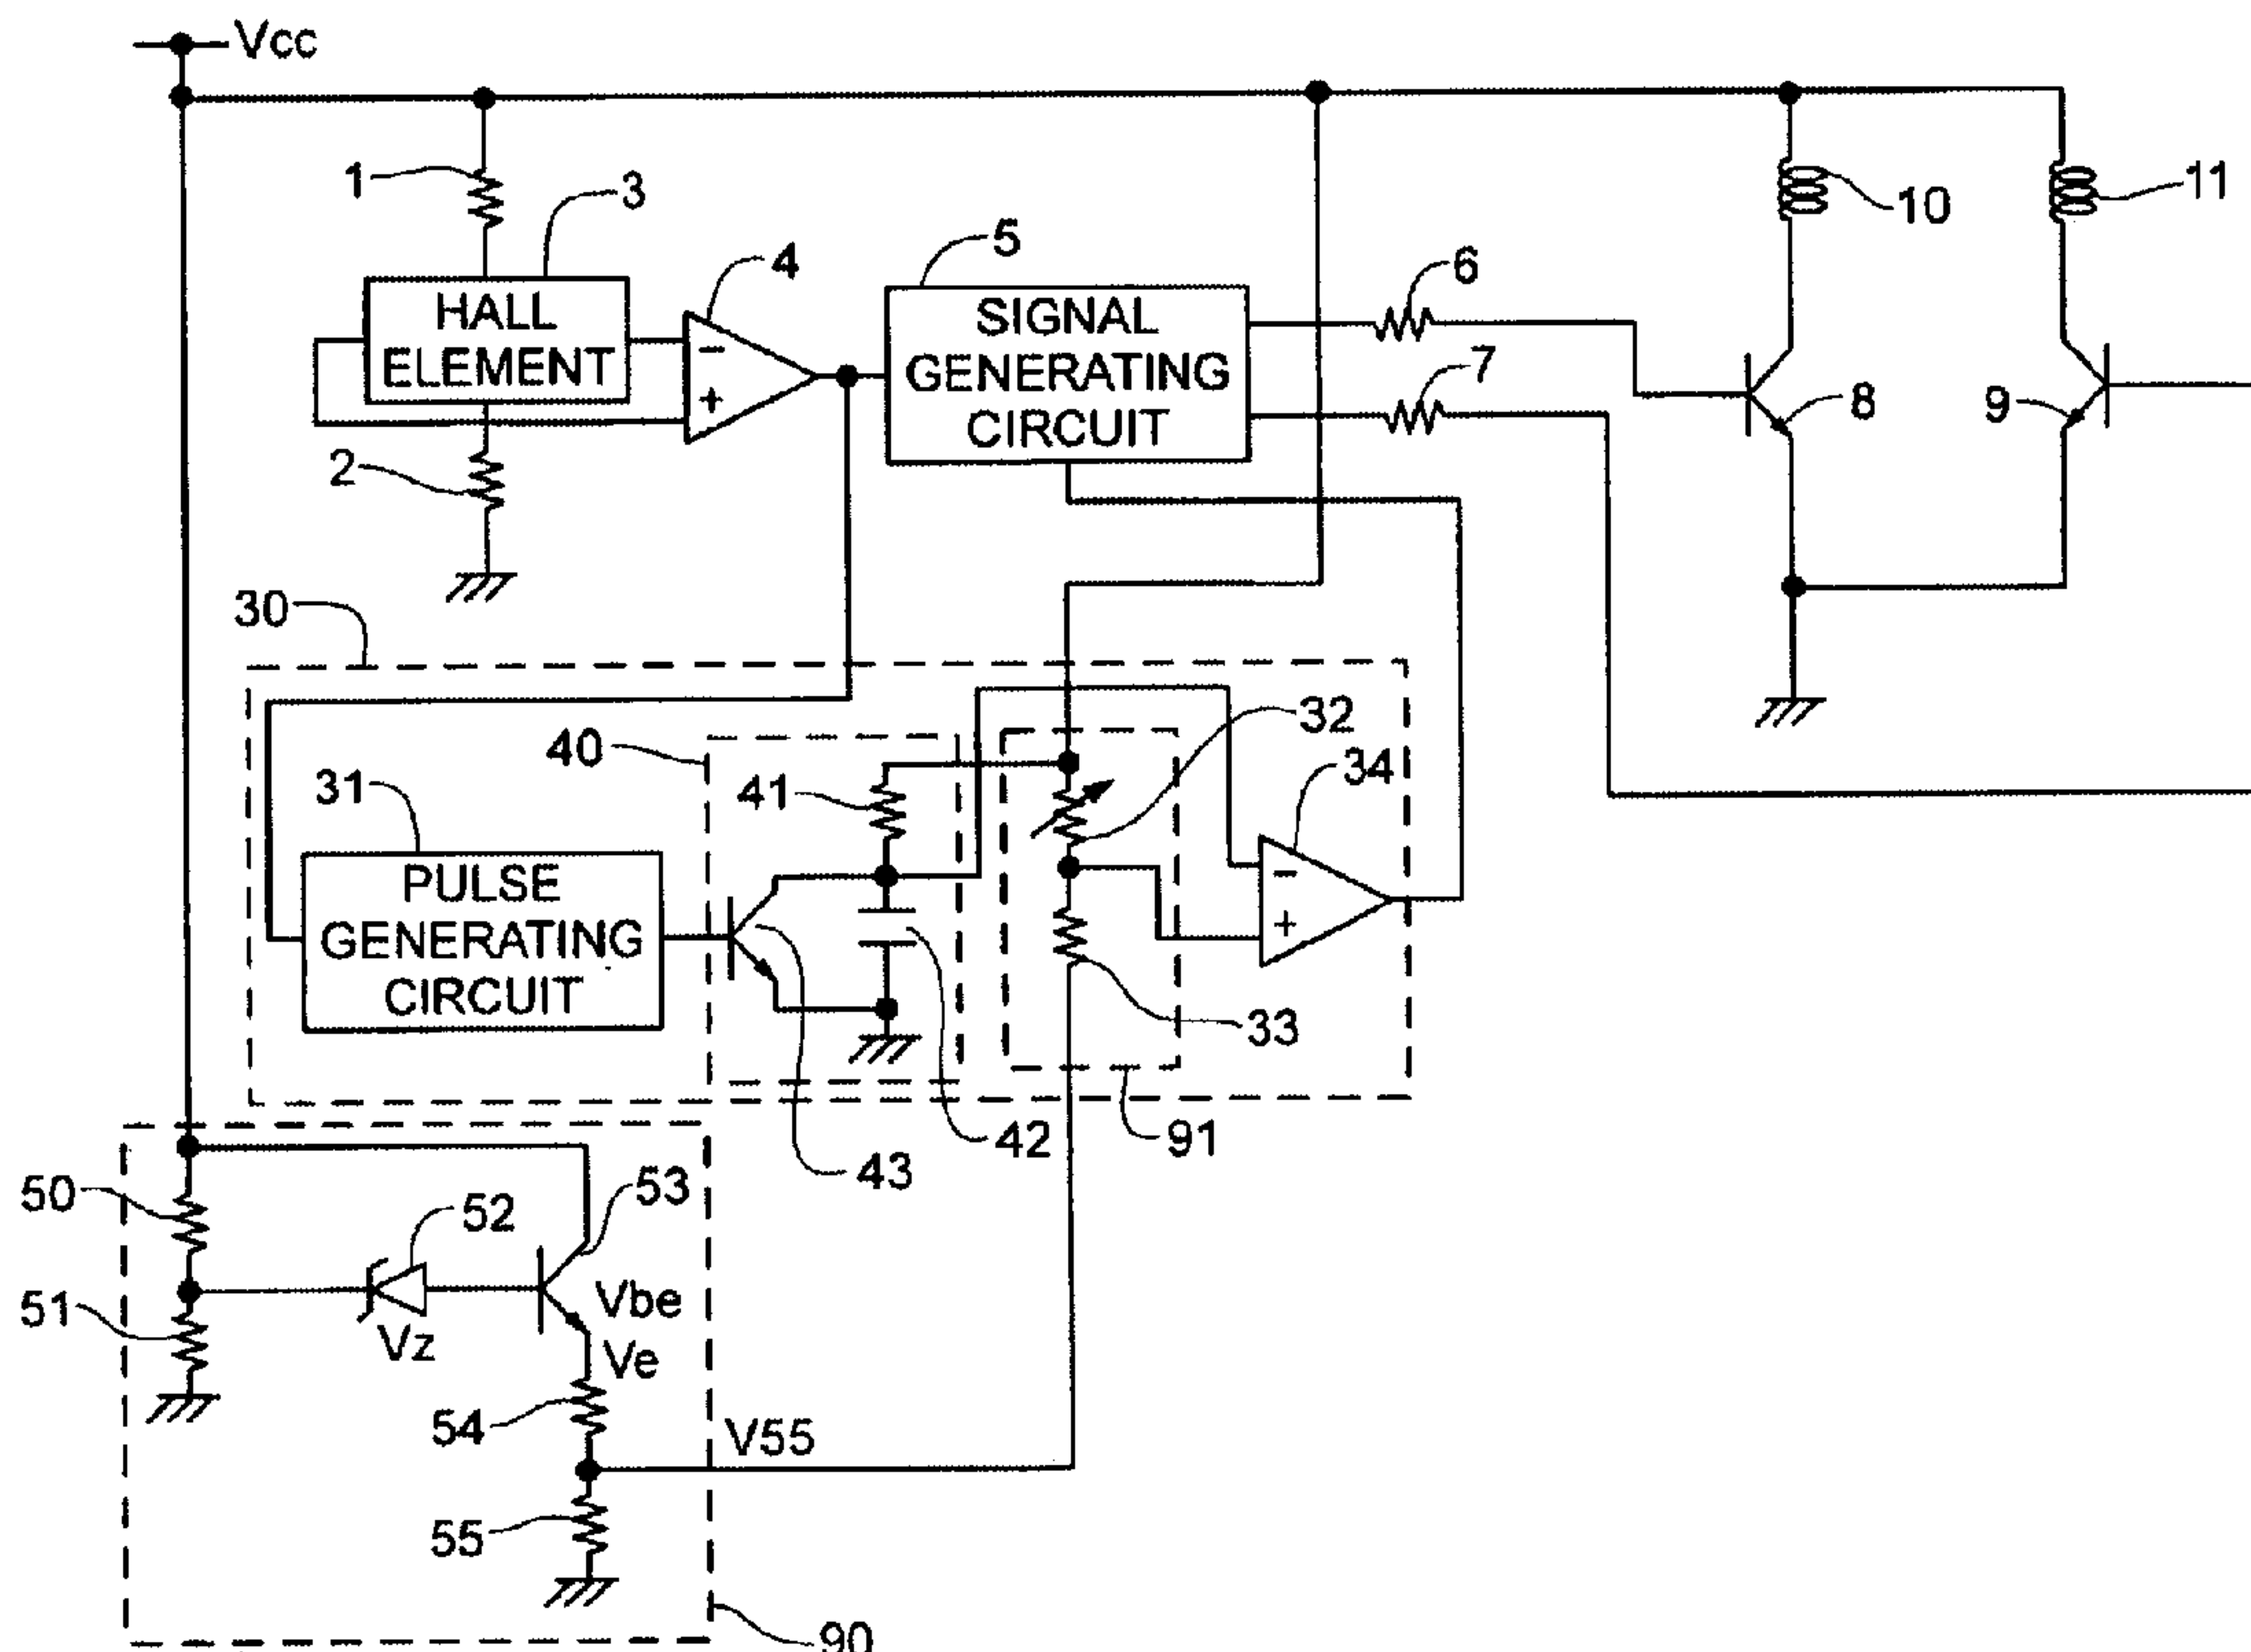 Vcc
1
3
4
5
6
7
10
11
HALL
ELEMENT
−
+
SIGNAL
GENERATING
CIRCUIT
8
9
2
30
40
41
32
34
31
PULSE
GENERATING
CIRCUIT
−
+
33
42
43
91
50
52
53
51
Vz
Vbe
Ve
54
V55
55
90